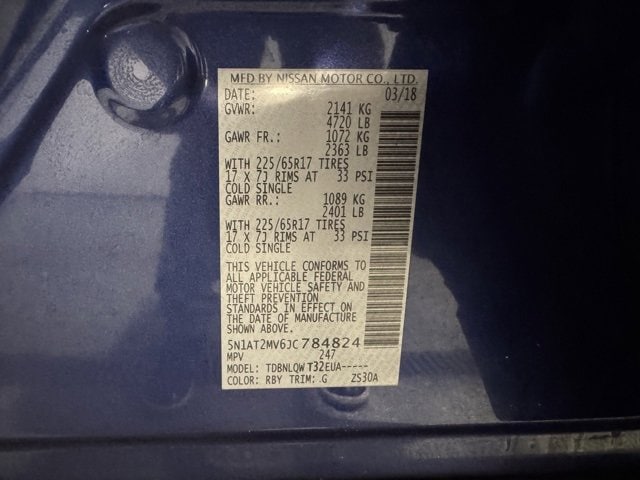 MFD BY NISSAN MOTOR CO., LTD.
DATE: 03/18
GVWR: 2141 KG
4720 LB
GAWR FR.: 1072 KG
2363 LB
WITH 225/65R17 TIRES
17 X 7J RIMS AT 33 PSI
COLD SINGLE
GAWR RR.: 1089 KG
2401 LB
WITH 225/65R17 TIRES
17 X 7J RIMS AT 33 PSI
COLD SINGLE
THIS VEHICLE CONFORMS TO
ALL APPLICABLE FEDERAL
MOTOR VEHICLE SAFETY AND
THEFT PREVENTION
STANDARDS IN EFFECT ON
THE DATE OF MANUFACTURE
SHOWN ABOVE.
5N1AT2MV6JC784824
MPV 247
MODEL: TDBNLQW T32EUA-----
COLOR: RBY TRIM: G ZS30A